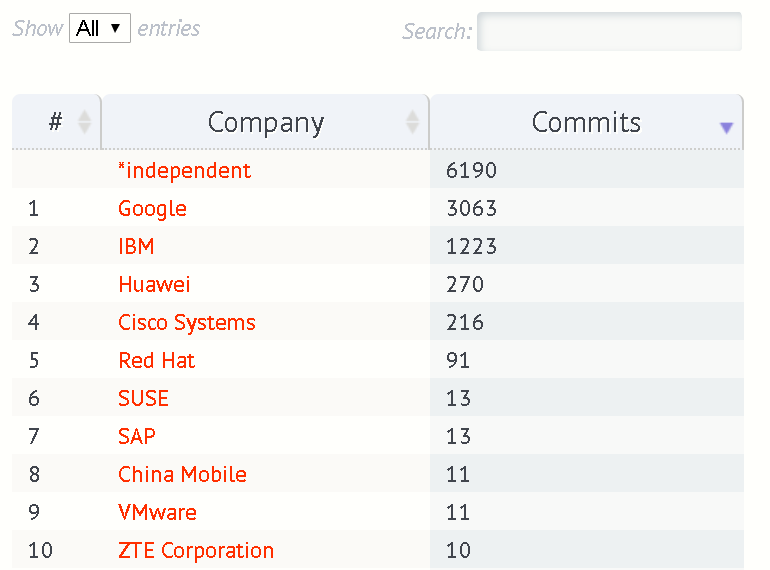 Show All ▼ entries Search:
# Company Commits
*independent 6190
1 Google 3063
2 IBM 1223
3 Huawei 270
4 Cisco Systems 216
5 Red Hat 91
6 SUSE 13
7 SAP 13
8 China Mobile 11
9 VMware 11
10 ZTE Corporation 10